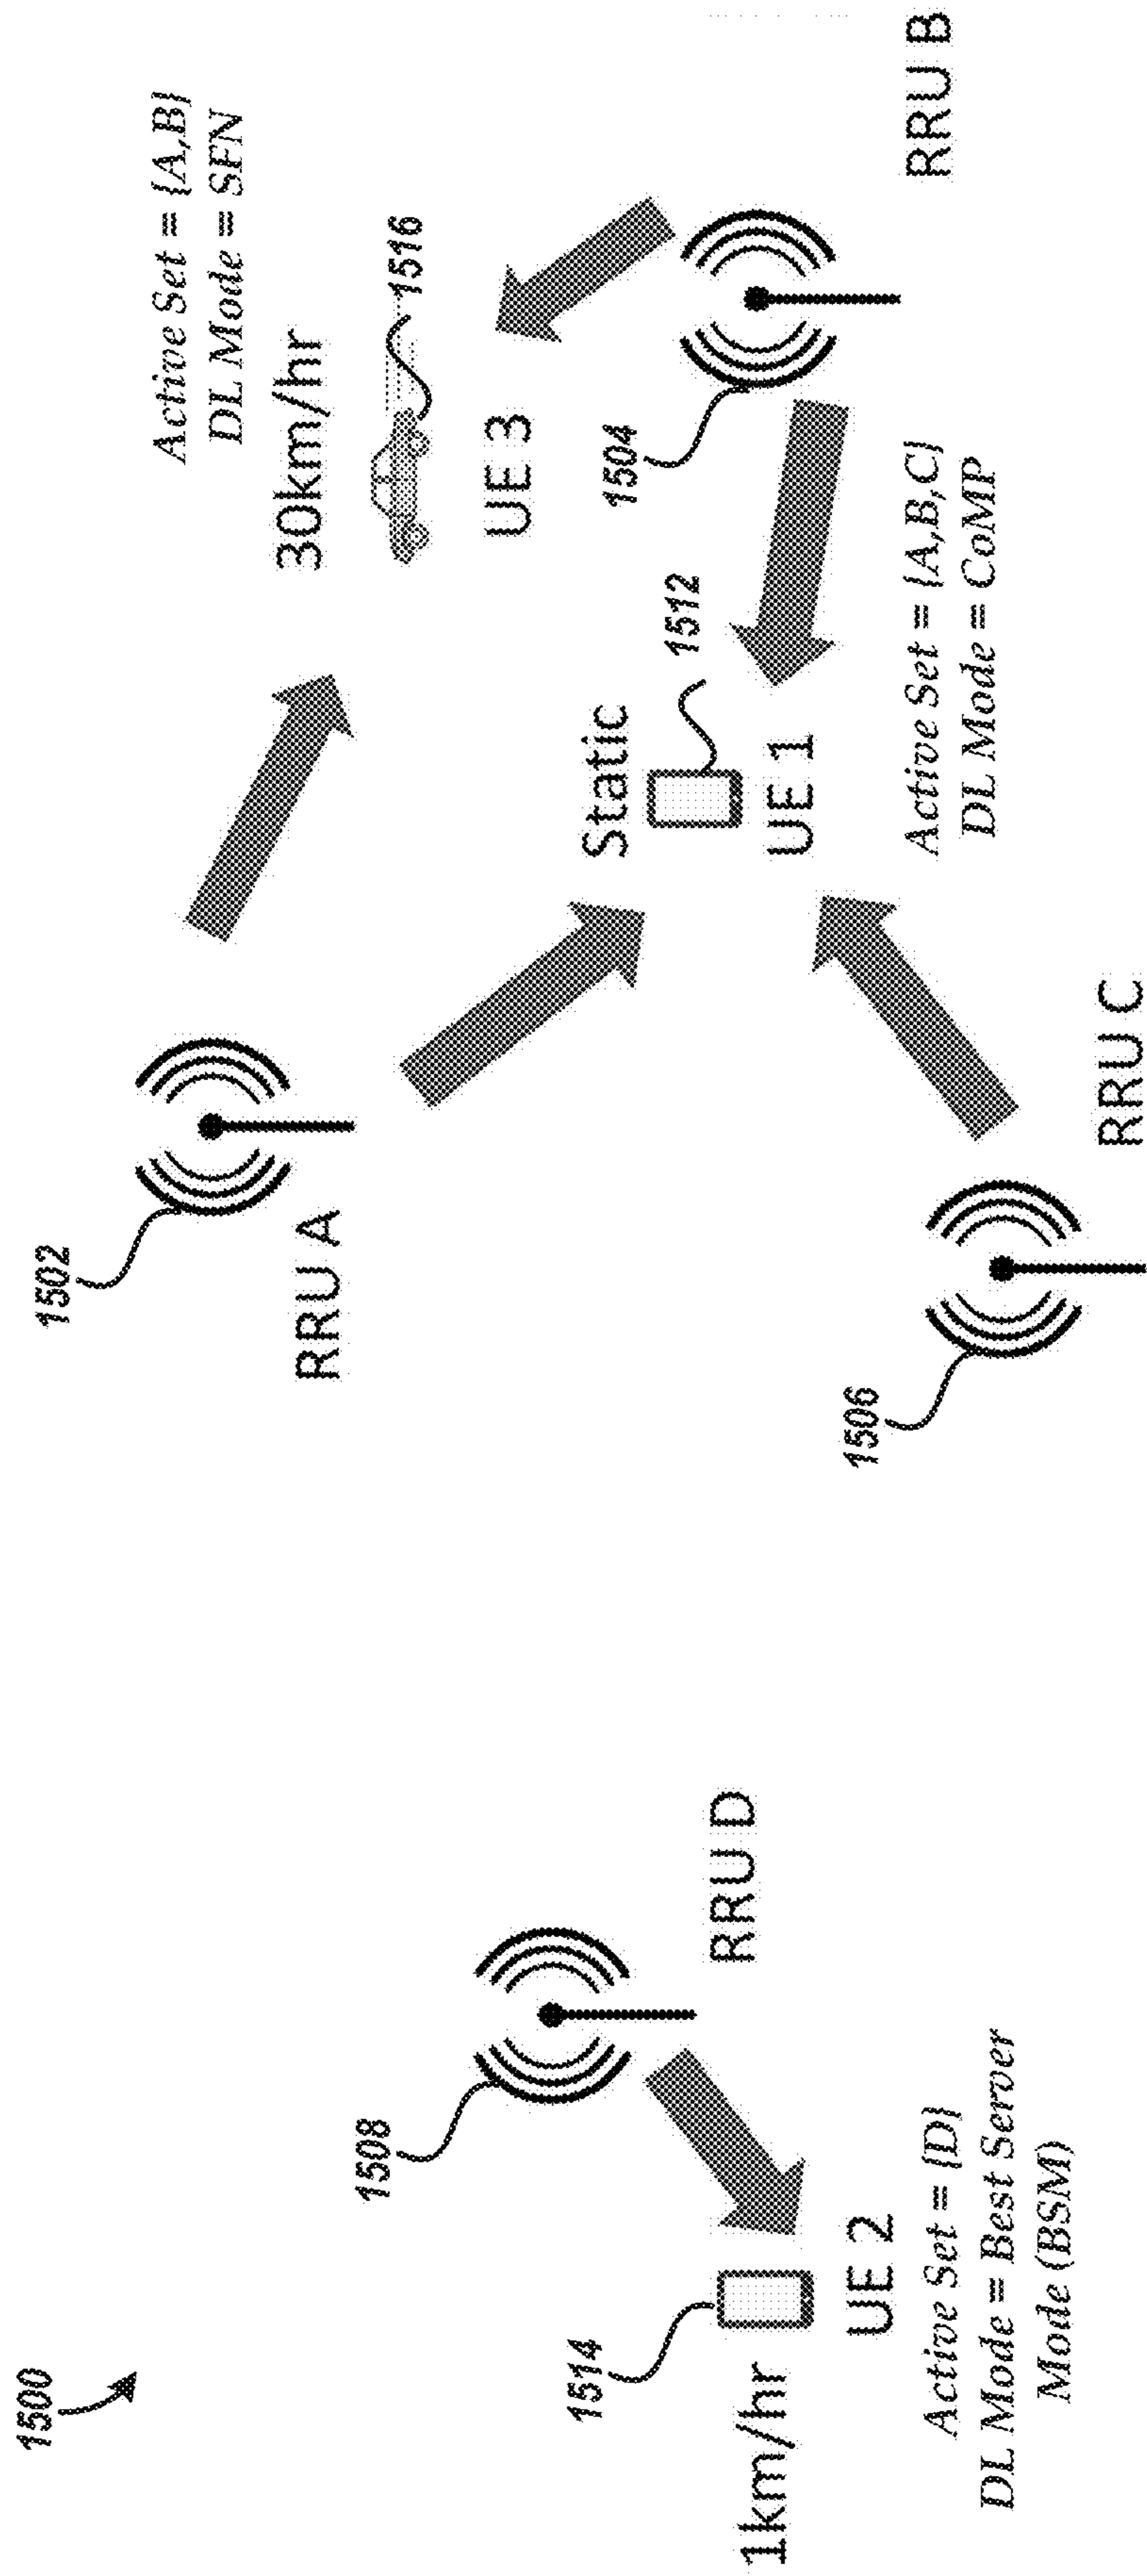 1500
1502
RRU A
Active Set = {A,B}
DL Mode = SFN
30km/hr
1516
UE 3
1508
RRU D
1514
1km/hr
UE 2
Active Set = {D}
DL Mode = Best Server
Mode (BSM)
Static
1512
UE 1
1504
RRU B
Active Set = {A,B,C}
DL Mode = CoMP
1506
RRU C